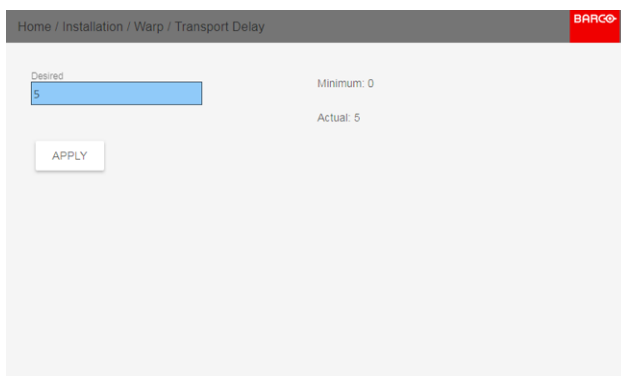 Home / Installation / Warp / Transport Delay
BARCO
Desired
5
Minimum: 0
Actual: 5
APPLY